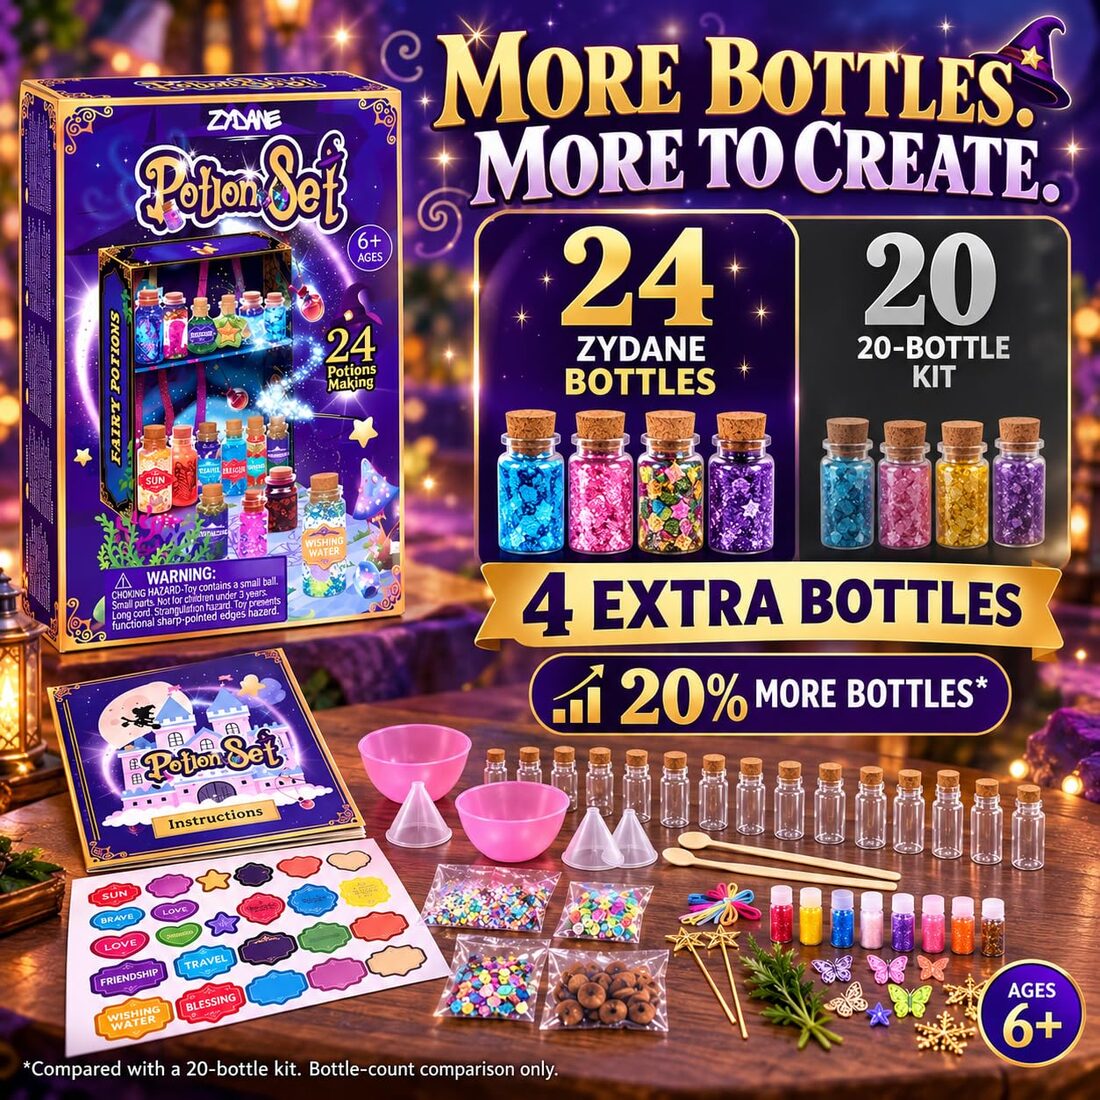 MORE BOTTLES.
MORE TO CREATE.
24
ZYDANE
BOTTLES
20
20-BOTTLE
KIT
4 EXTRA BOTTLES
20% MORE BOTTLES*
ZYDANE
Potion Set
6+
AGES
FAIRY POTIONS
24
Potions
Making
SUN
WISHING
WATER
WARNING:
CHOKING HAZARD-Toy contains a small ball.
Small parts. Not for children under 3 years.
Long cord. Strangulation hazard. Toy presents
functional sharp-pointed edges hazard.
Potion Set
Instructions
SUN
BRAVE
LOVE
LOVE
FRIENDSHIP
TRAVEL
WISHING
WATER
BLESSING
AGES
6+
*Compared with a 20-bottle kit. Bottle-count comparison only.